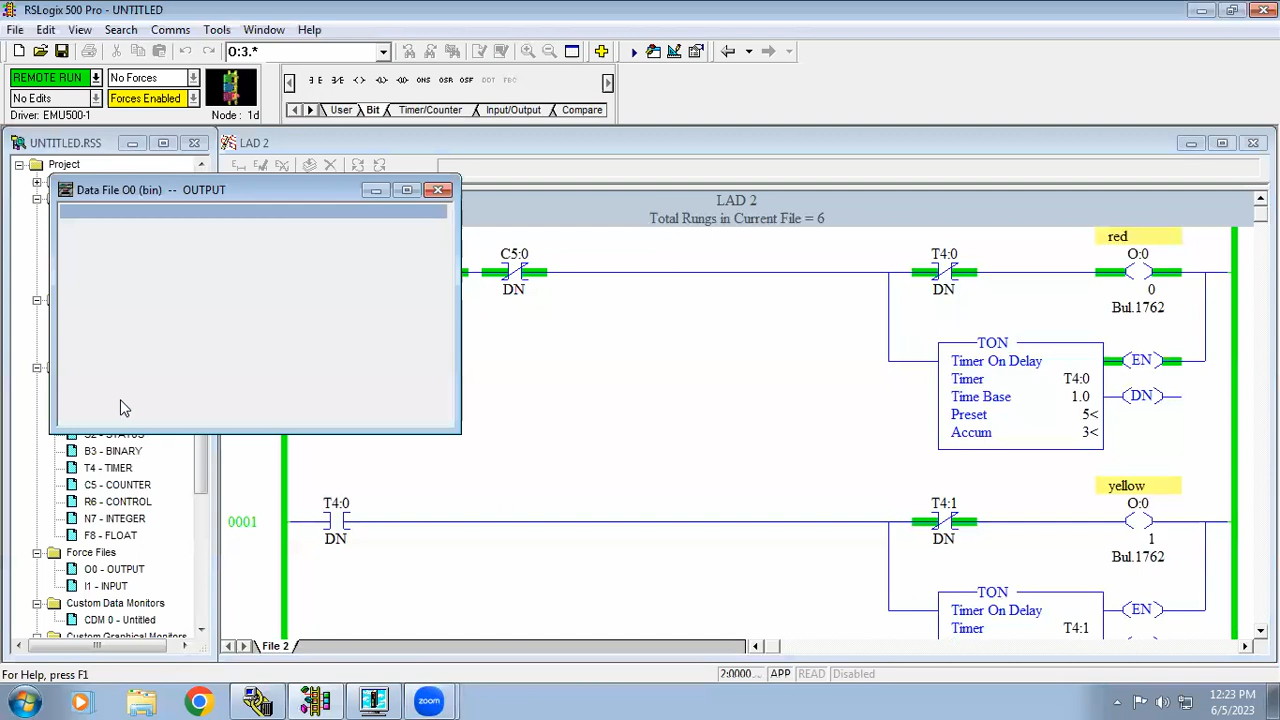 RSLogix 500 Pro - UNTITLED
File Edit View Search Comms Tools Window Help
O:3.*
REMOTE RUN No Forces
No Edits Forces Enabled
Driver: EMU500-1 Node : 1d
User Bit Timer/Counter Input/Output Compare
UNTITLED.RSS
LAD 2
Project
Data File O0 (bin) -- OUTPUT
B3 - BINARY
T4 - TIMER
C5 - COUNTER
R6 - CONTROL
N7 - INTEGER
F8 - FLOAT
Force Files
O0 - OUTPUT
I1 - INPUT
Custom Data Monitors
CDM 0 - Untitled
Custom Graphical Monitors
LAD 2
Total Rungs in Current File = 6
red
C5:0 T4:0 O:0
DN DN 0
Bul.1762
TON
Timer On Delay EN
Timer T4:0
Time Base 1.0 DN
Preset 5<
Accum 3<
yellow
T4:0 T4:1 O:0
0001
DN DN 1
Bul.1762
TON
Timer On Delay EN
Timer T4:1
File 2
For Help, press F1
2:0000 APP READ Disabled
zoom
12:23 PM
6/5/2023